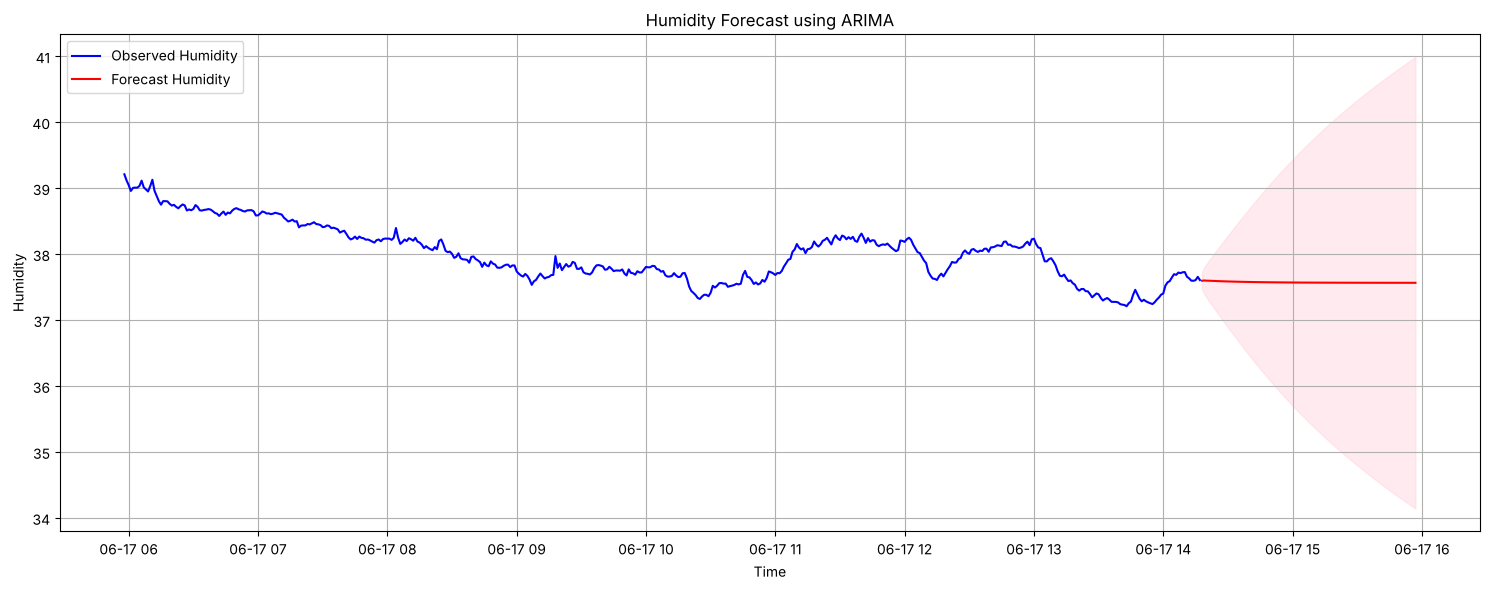 Humidity Forecast using ARIMA
Observed Humidity
Forecast Humidity
41
40
39
38
37
36
35
34
Humidity
06-17 06 06-17 07 06-17 08 06-17 09 06-17 10 06-17 11 06-17 12 06-17 13 06-17 14 06-17 15 06-17 16
Time